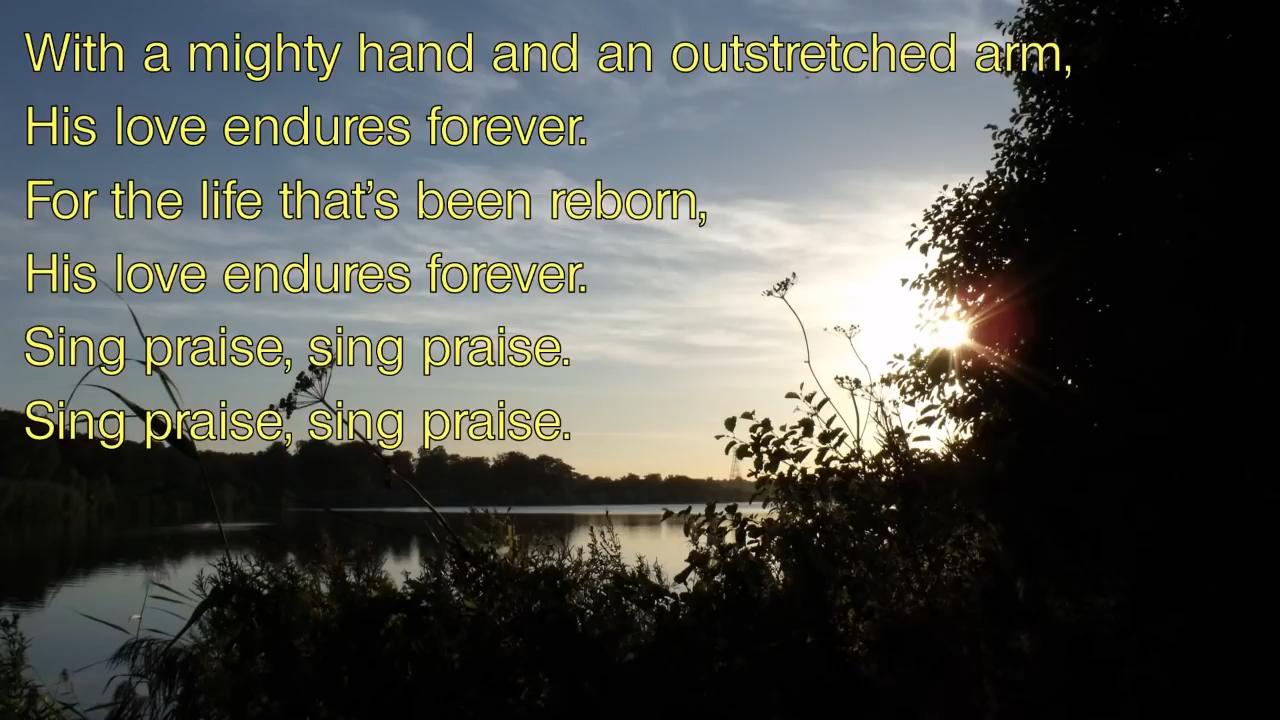 With a mighty hand and an outstretched arm,
His love endures forever.
For the life that’s been reborn,
His love endures forever.
Sing praise, sing praise.
Sing praise, sing praise.